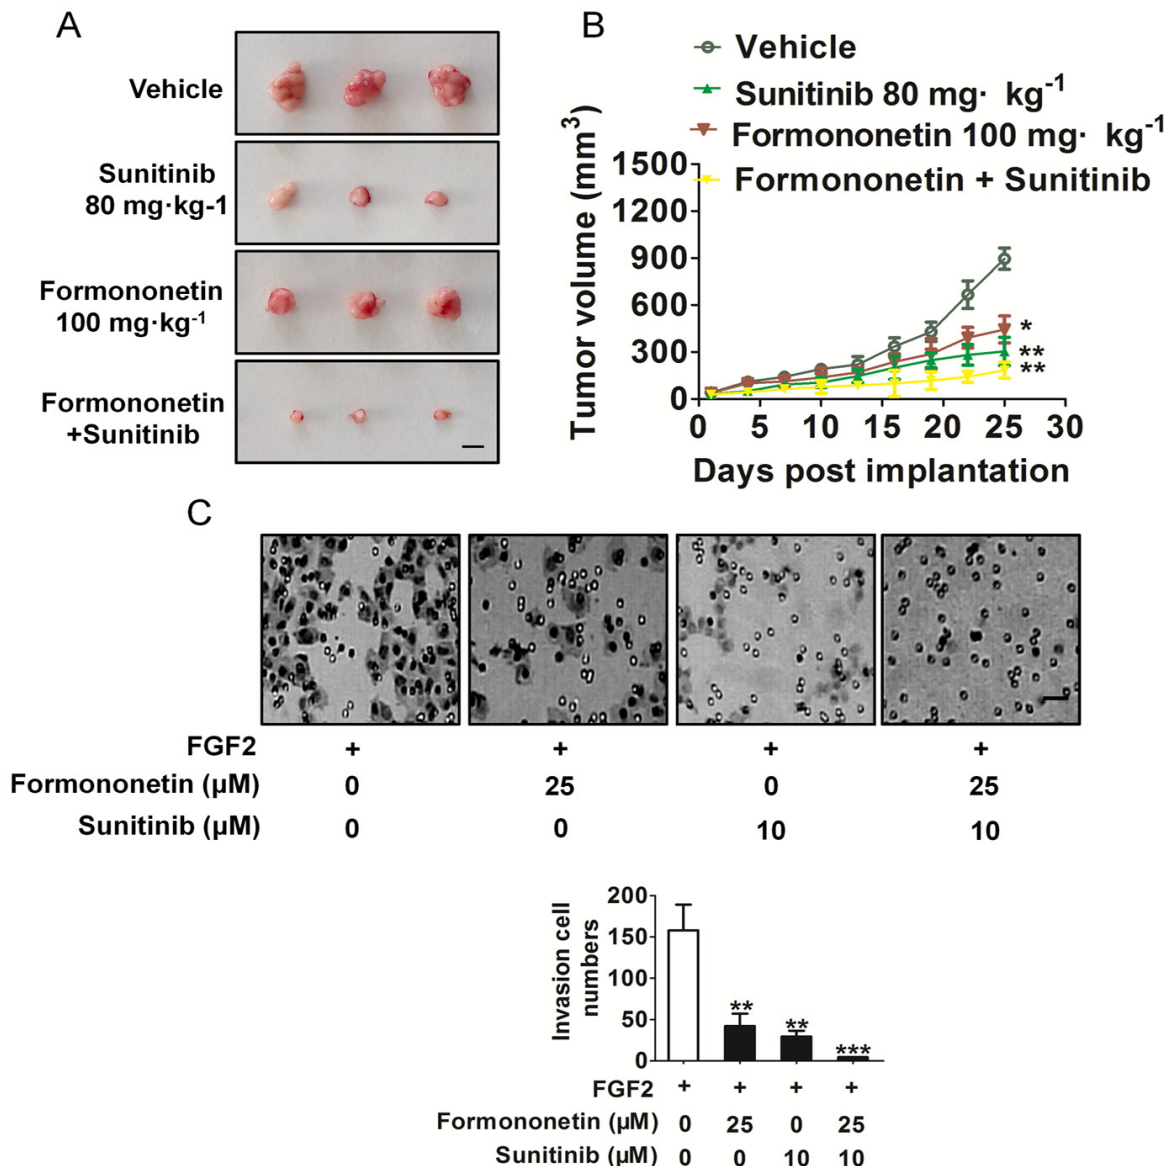 A
Vehicle
Sunitinib
80 mg·kg-1
Formononetin
100 mg·kg-1
Formononetin
+Sunitinib
B
Vehicle
Sunitinib 80 mg· kg-1
Formononetin 100 mg· kg-1
Formononetin + Sunitinib
Tumor volume (mm3)
1500
1200
900
600
300
0
*
**
**
0 5 10 15 20 25 30
Days post implantation
C
FGF2 + + + +
Formononetin (µM) 0 25 0 25
Sunitinib (µM) 0 0 10 10
Invasion cell
numbers
200
150
100
50
0
** ** ***
FGF2 + + + +
Formononetin (µM) 0 25 0 25
Sunitinib (µM) 0 0 10 10